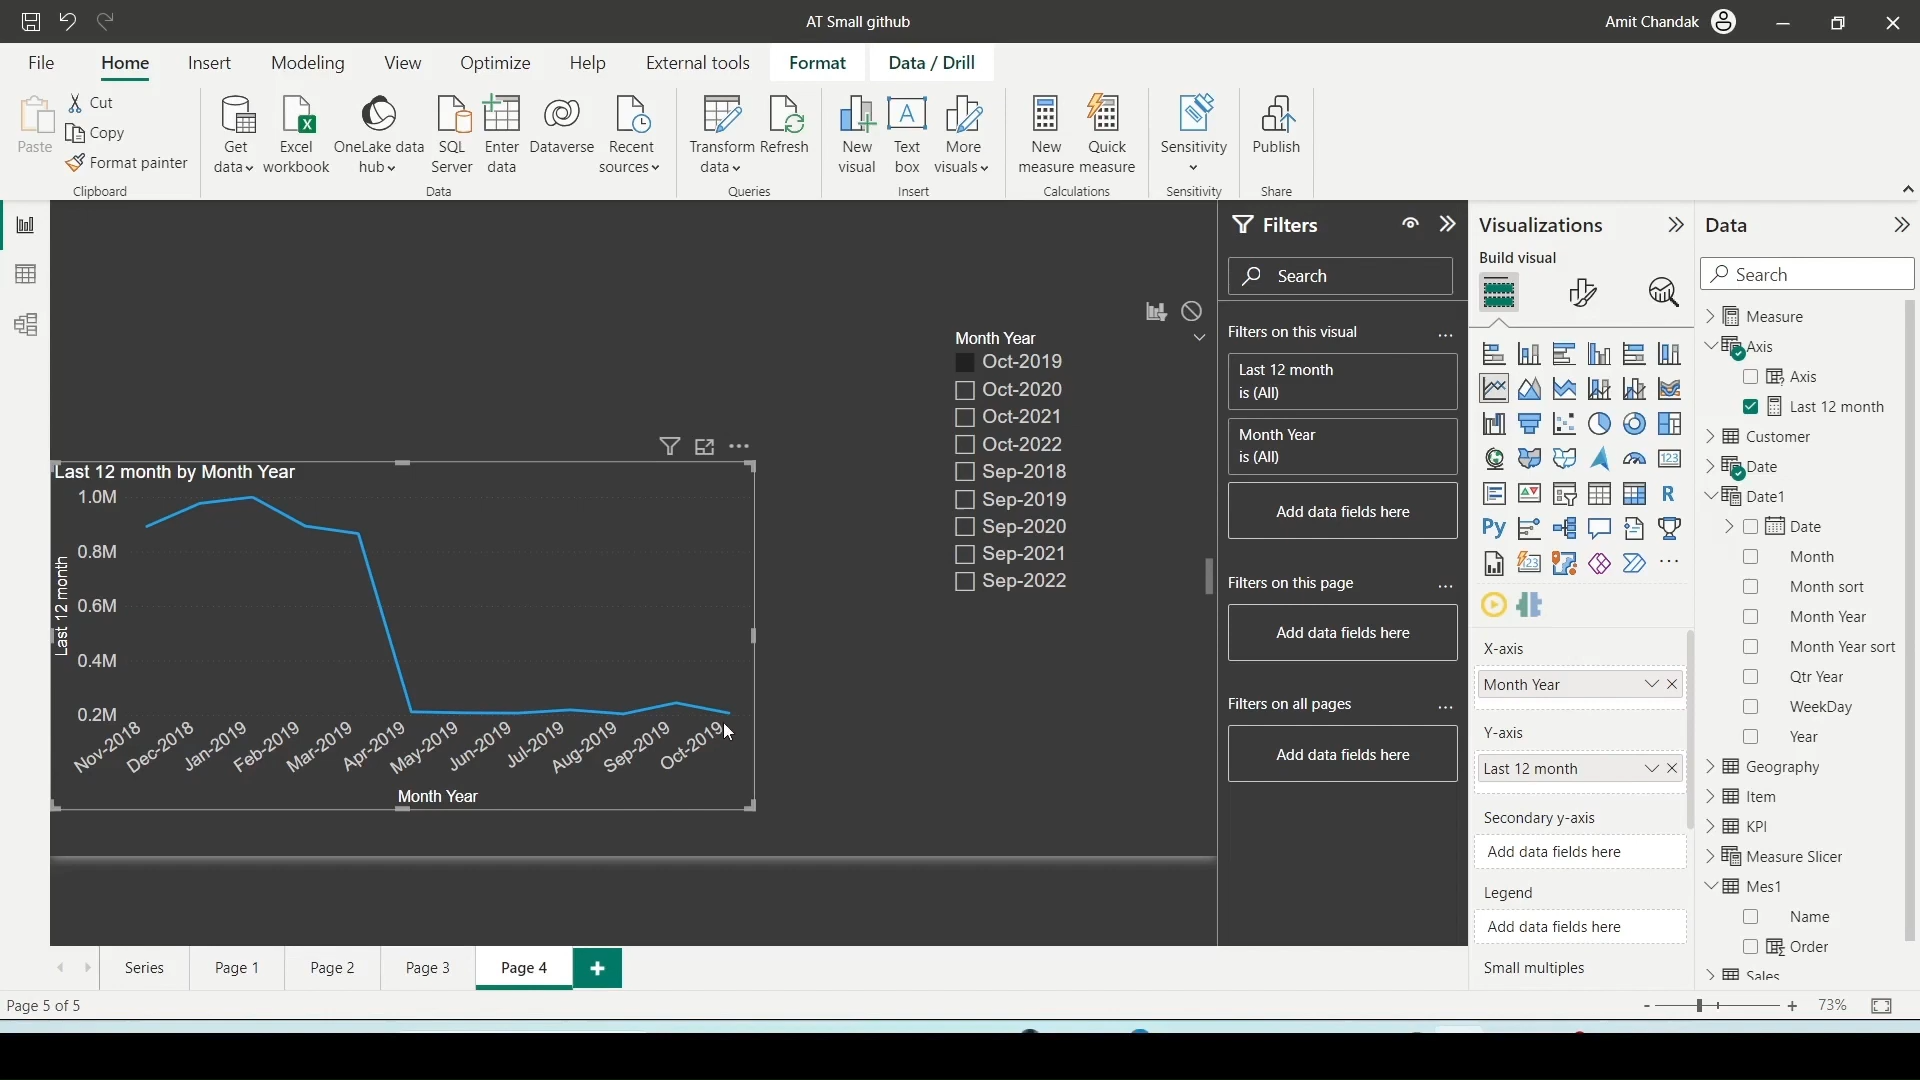 AT Small github
Amit Chandak
File
Home
Insert
Modeling
View
Optimize
Help
External tools
Format
Data / Drill
Paste
Cut
Copy
Format painter
Clipboard
Get
data
Excel
workbook
OneLake data
hub
SQL
Server
Enter
data
Dataverse
Recent
sources
Data
Transform
data
Refresh
Queries
New
visual
Text
box
More
visuals
Insert
New
measure
Quick
measure
Calculations
Sensitivity
Sensitivity
Publish
Share
Month Year
Oct-2019
Oct-2020
Oct-2021
Oct-2022
Sep-2018
Sep-2019
Sep-2020
Sep-2021
Sep-2022
Last 12 month by Month Year
1.0M
0.8M
0.6M
0.4M
0.2M
Last 12 month
Nov-2018
Dec-2018
Jan-2019
Feb-2019
Mar-2019
Apr-2019
May-2019
Jun-2019
Jul-2019
Aug-2019
Sep-2019
Oct-2019
Month Year
Filters
Search
Filters on this visual
Last 12 month
is (All)
Month Year
is (All)
Add data fields here
Filters on this page
Add data fields here
Filters on all pages
Add data fields here
Visualizations
Build visual
123
R
Py
123
X-axis
Month Year
Y-axis
Last 12 month
Secondary y-axis
Add data fields here
Legend
Add data fields here
Small multiples
Data
Search
Measure
Axis
Axis
Last 12 month
Customer
Date
Date1
Date
Month
Month sort
Month Year
Month Year sort
Qtr Year
WeekDay
Year
Geography
Item
KPI
Measure Slicer
Mes1
Name
Order
Sales
Series
Page 1
Page 2
Page 3
Page 4
Page 5 of 5
73%